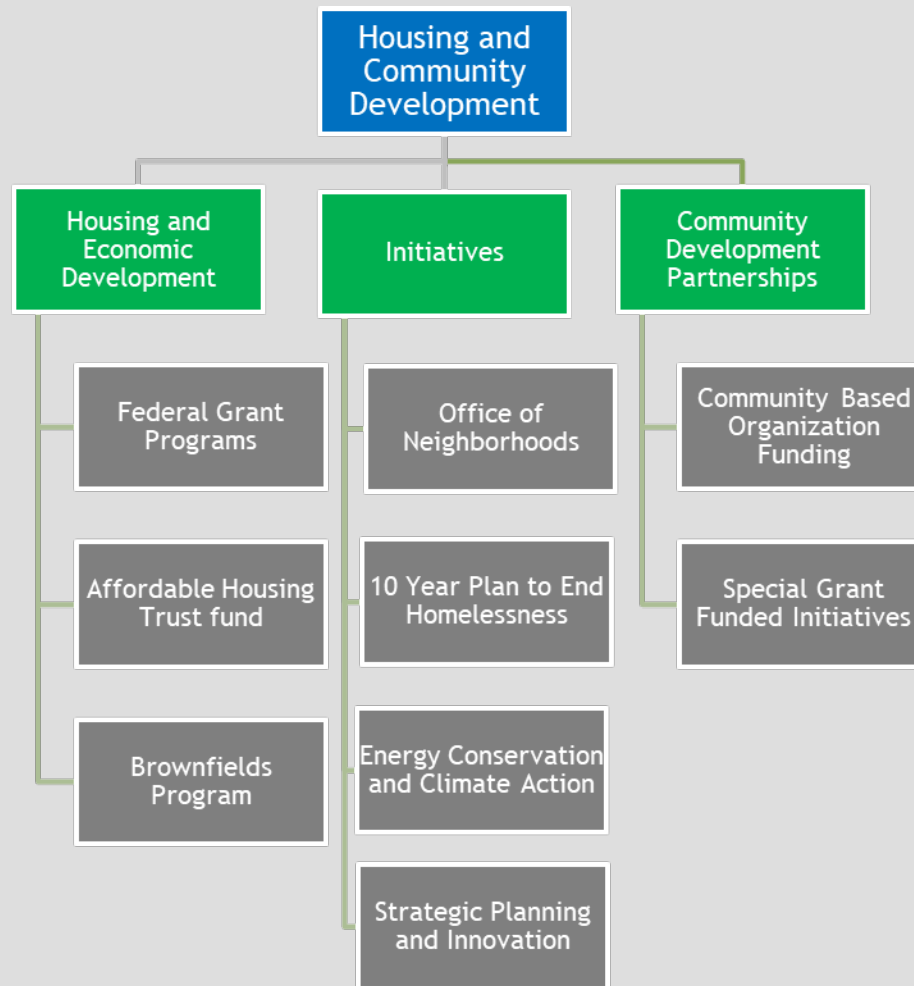 Housing and
Community
Development
Housing and
Economic
Development
Initiatives
Community
Development
Partnerships
Federal Grant
Programs
Office of
Neighborhoods
Community Based
Organization
Funding
Affordable Housing
Trust fund
10 Year Plan to End
Homelessness
Special Grant
Funded Initiatives
Brownfields
Program
Energy Conservation
and Climate Action
Strategic Planning
and Innovation